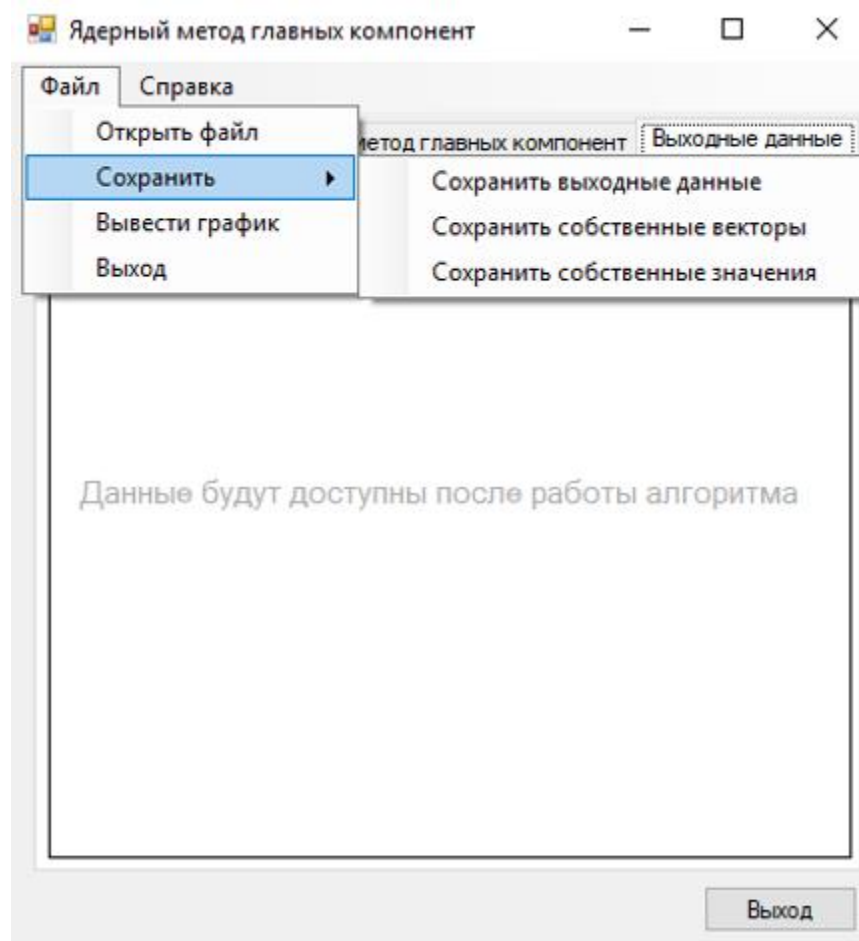 Ядерный метод главных компонент
Файл Справка
Открыть файл
метод главных компонент Выходные данные
Сохранить
Сохранить выходные данные
Вывести график
Сохранить собственные векторы
Выход
Сохранить собственные значения
Данные будут доступны после работы алгоритма
Выход